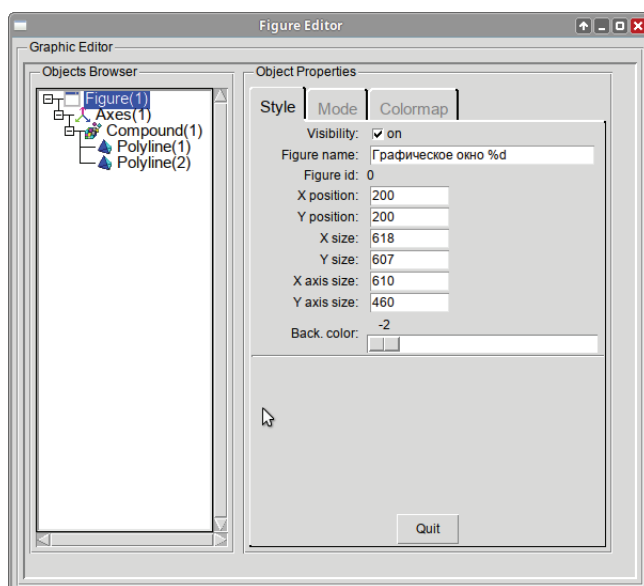 Figure Editor
Graphic Editor
Objects Browser
Figure(1)
Axes(1)
Compound(1)
Polyline(1)
Polyline(2)
Object Properties
Style Mode Colormap
Visibility: on
Figure name: Графическое окно %d
Figure id: 0
X position: 200
Y position: 200
X size: 618
Y size: 607
X axis size: 610
Y axis size: 460
Back. color: -2
Quit